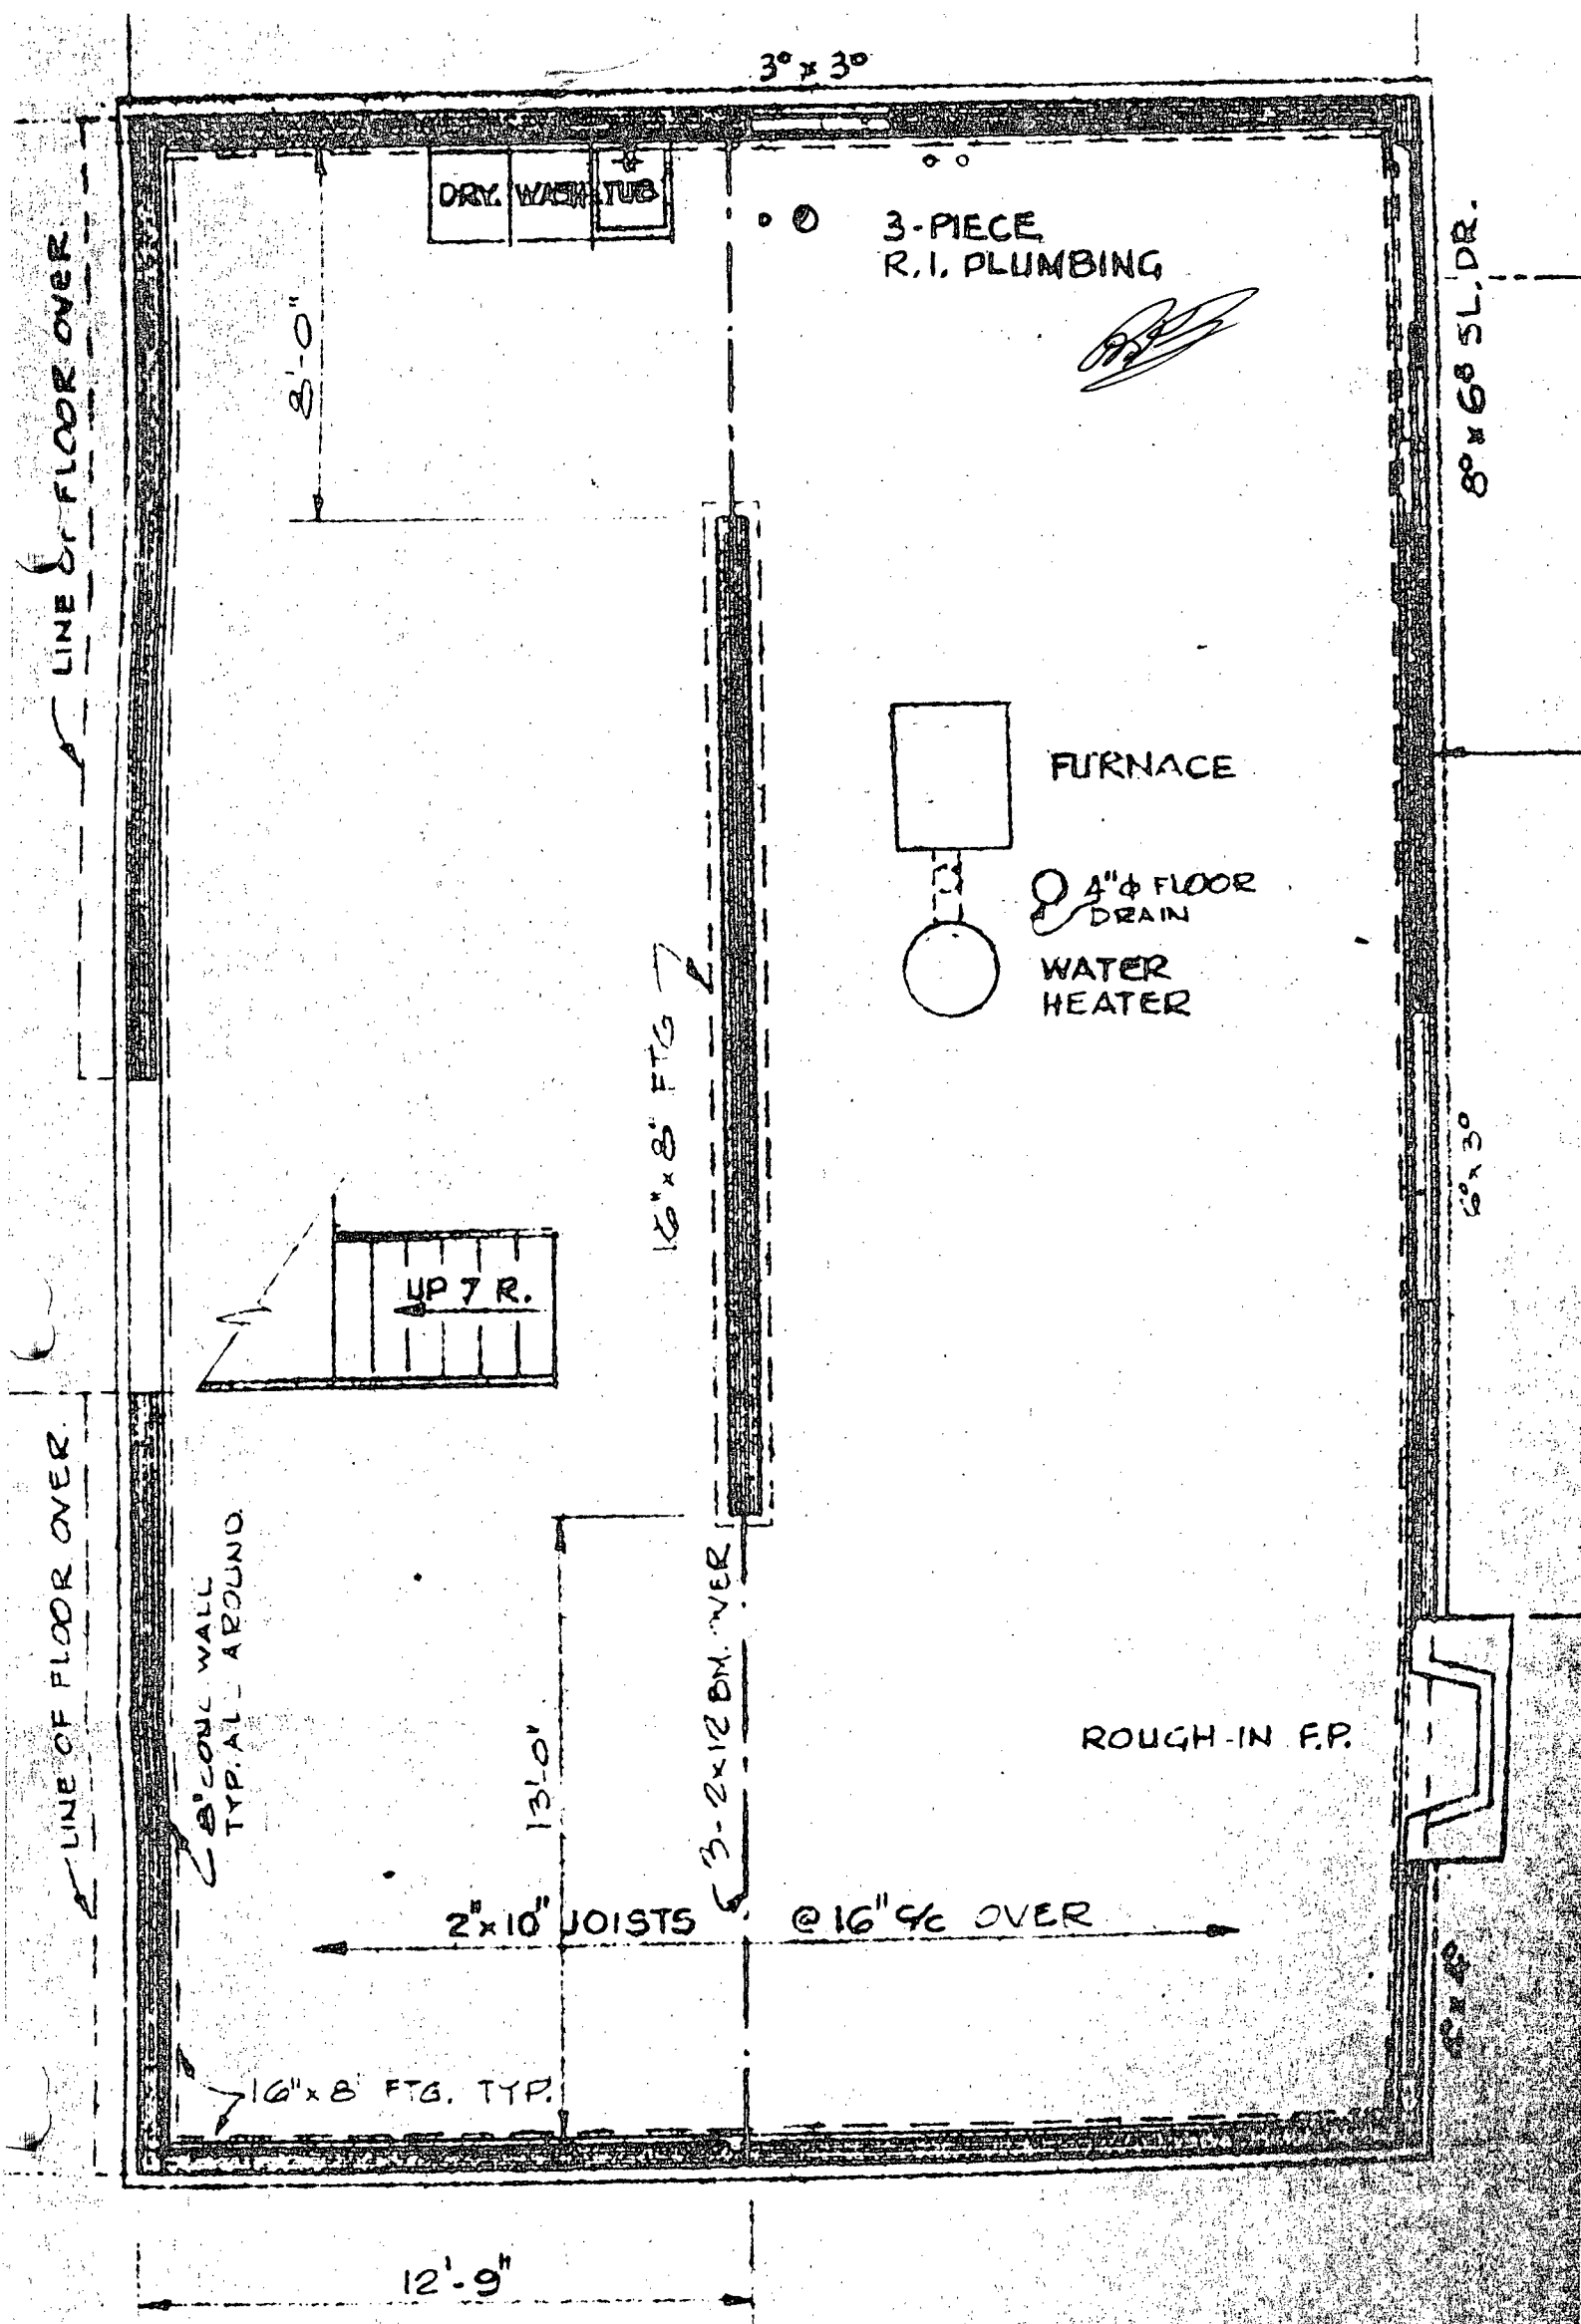 3⁰ x 3⁰
DRY. WASH TUB
3-PIECE
R.I. PLUMBING
8'-0"
LINE OF FLOOR OVER.
8⁰ x 6⁸ SL. DR.
FURNACE
4"ϕ FLOOR
DRAIN
WATER
HEATER
16" x 8" FTG
6⁰ x 3⁰
UP 7 R.
LINE OF FLOOR OVER.
8" CONC WALL
TYP. AL AROUND.
13'-0"
3 - 2x12 BM. OVER
ROUGH-IN F.P.
2"x10" JOISTS @ 16" c/c OVER
16" x 8' FTG. TYP.
12'-9"